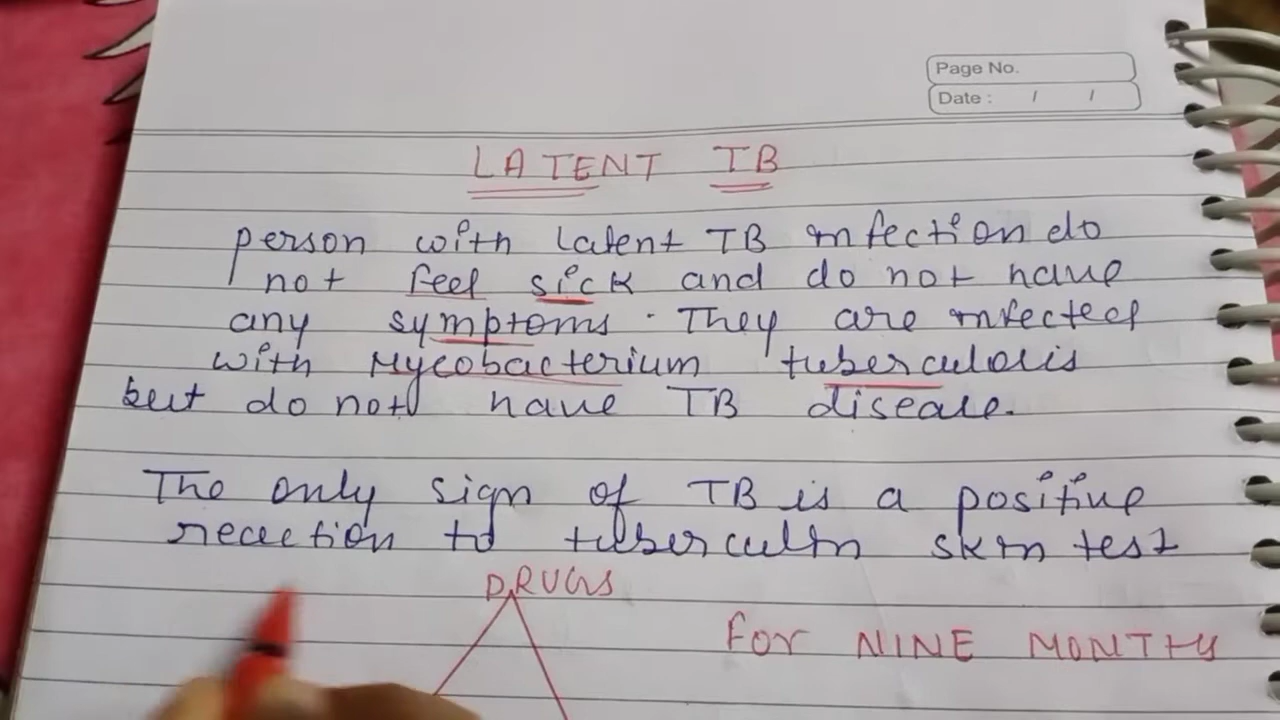 Page No.
Date : / /
LATENT TB
person with latent TB infection do
not feel sick and do not have
any symptoms. They are infected
with Mycobacterium tuberculosis
but do not have TB disease.
The only sign of TB is a positive
reaction to tuberculin skin test
DRUGS
For NINE MONTHS